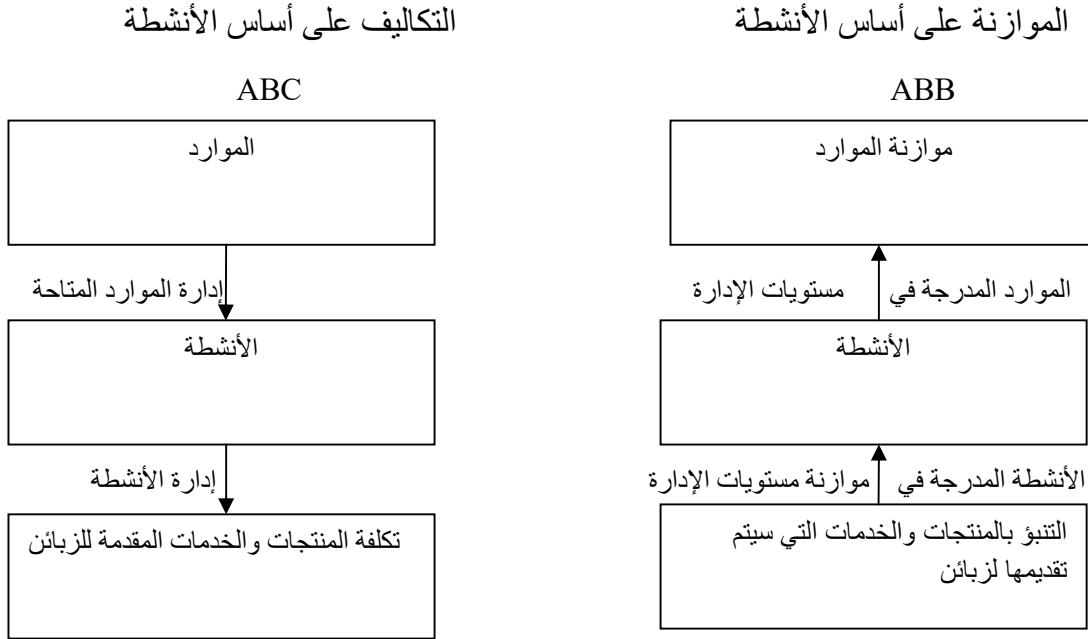 الموازنة على أساس الأنشطة
ABB
موازنة الموارد
الموارد المدرجة في مستويات الإدارة
الأنشطة
الأنشطة المدرجة في موازنة مستويات الإدارة
التنبؤ بالمنتجات والخدمات التي سيتم
تقديمها لزبائن
التكاليف على أساس الأنشطة
ABC
الموارد
إدارة الموارد المتاحة
الأنشطة
إدارة الأنشطة
تكلفة المنتجات والخدمات المقدمة للزبائن